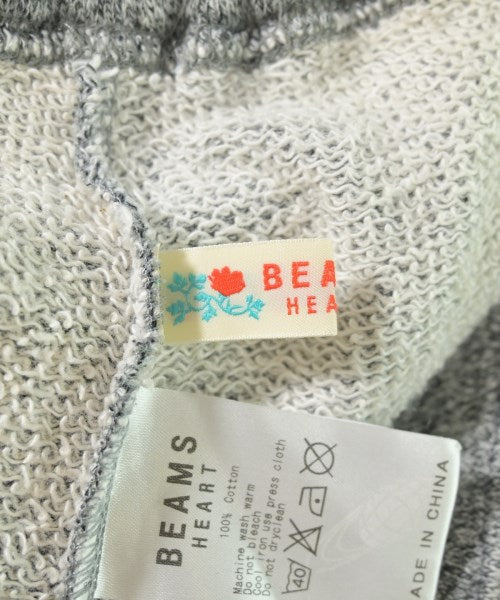 BEA
HEA
BEAMS
HEART
100% Cotton
Machine wash warm
Do not bleach
Cool iron use press cloth
Do not dryclean
40
MADE IN CHINA